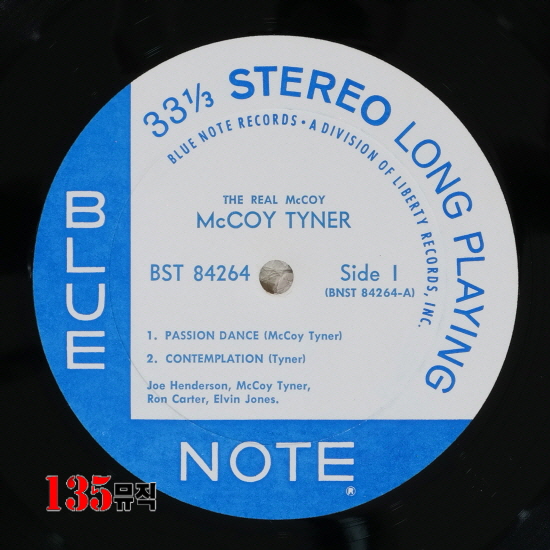 33⅓ STEREO LONG PLAYING
BLUE NOTE RECORDS • A DIVISION OF LIBERTY RECORDS, INC.
THE REAL McCOY
McCOY TYNER
BST 84264
Side 1
(BNST 84264-A)
1. PASSION DANCE (McCoy Tyner)
2. CONTEMPLATION (Tyner)
Joe Henderson, McCoy Tyner,
Ron Carter, Elvin Jones.
BLUE
NOTE®
135뮤직